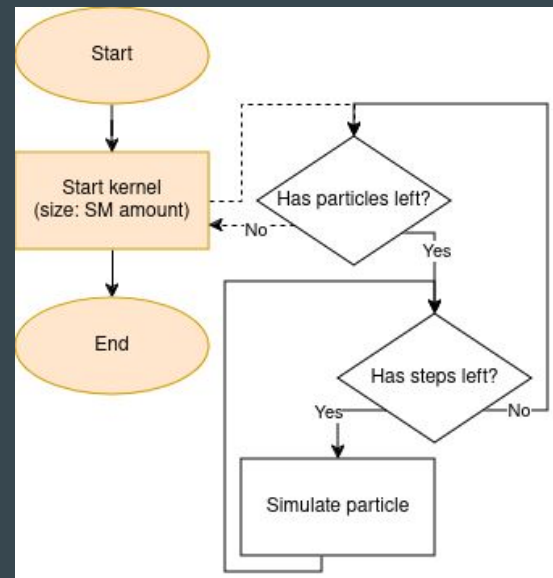 Start
Start kernel
(size: SM amount)
Has particles left?
No
Yes
End
Has steps left?
Yes
No
Simulate particle